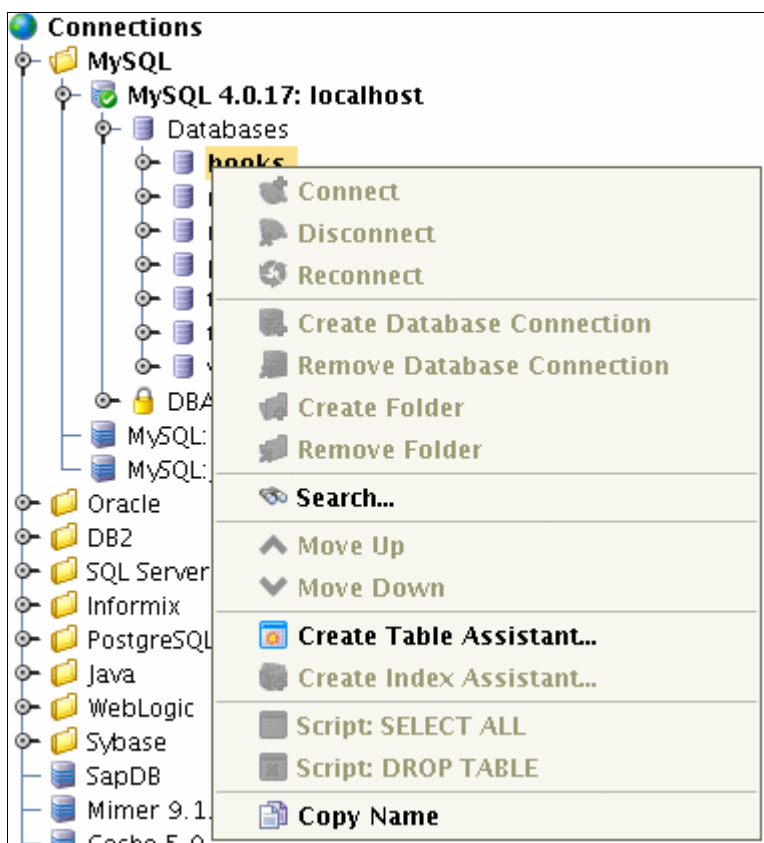 Connections
MySQL
MySQL 4.0.17: localhost
Databases
books
DBA
MySQL:
MySQL:
Oracle
DB2
SQL Server
Informix
PostgreSQL
Java
WebLogic
Sybase
SapDB
Mimer 9.1.
Connect
Disconnect
Reconnect
Create Database Connection
Remove Database Connection
Create Folder
Remove Folder
Search...
Move Up
Move Down
Create Table Assistant...
Create Index Assistant...
Script: SELECT ALL
Script: DROP TABLE
Copy Name